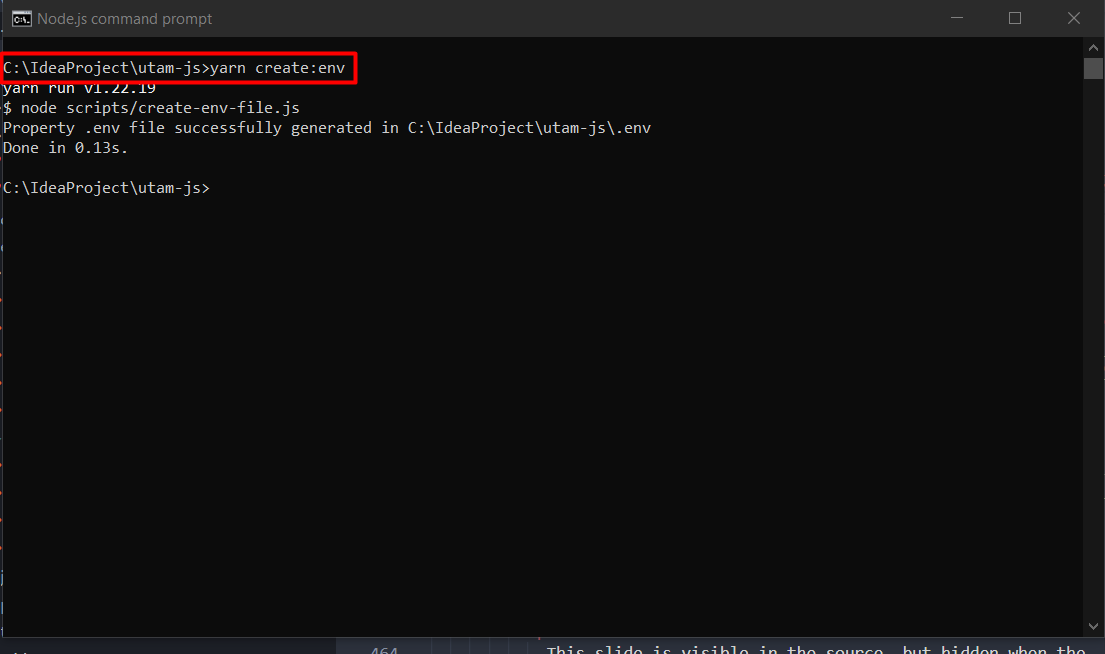 Node.js command prompt
C:\IdeaProject\utam-js>yarn create:env
yarn run v1.22.19
$ node scripts/create-env-file.js
Property .env file successfully generated in C:\IdeaProject\utam-js\.env
Done in 0.13s.
C:\IdeaProject\utam-js>
464 This slide is visible in the source, but hidden when the